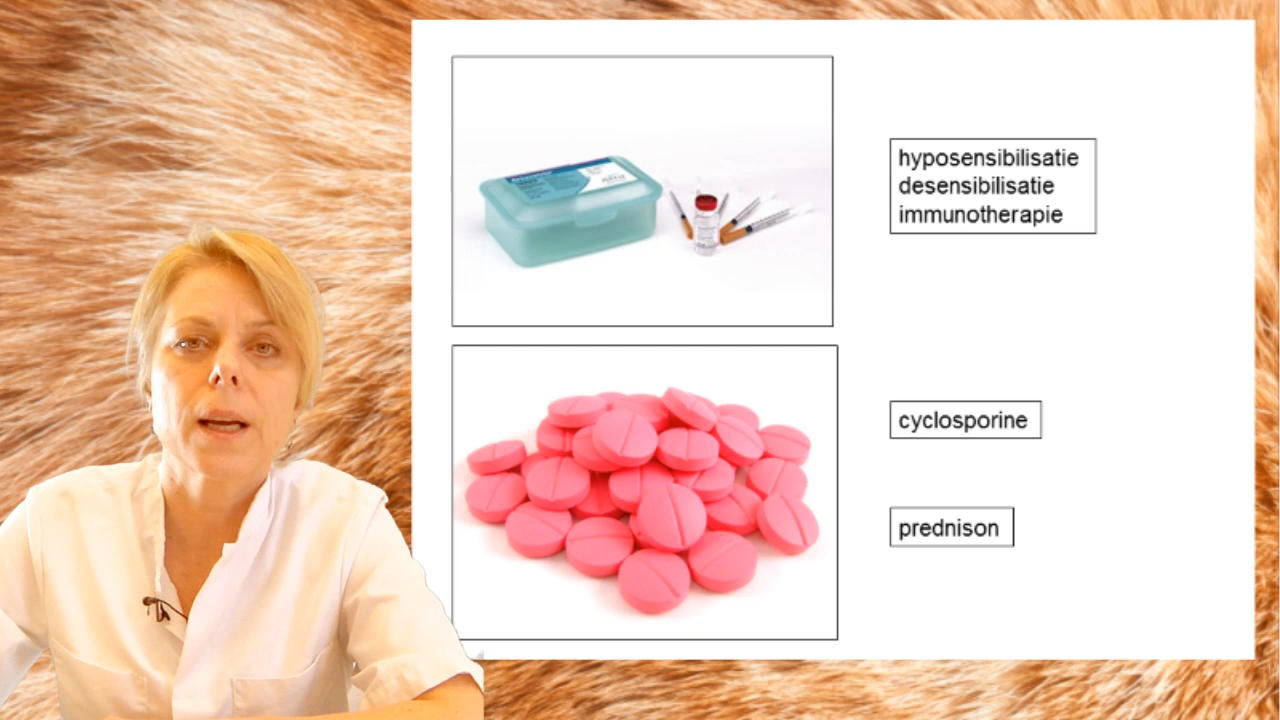 hyposensibilisatie
desensibilisatie
immunotherapie
cyclosporine
prednison